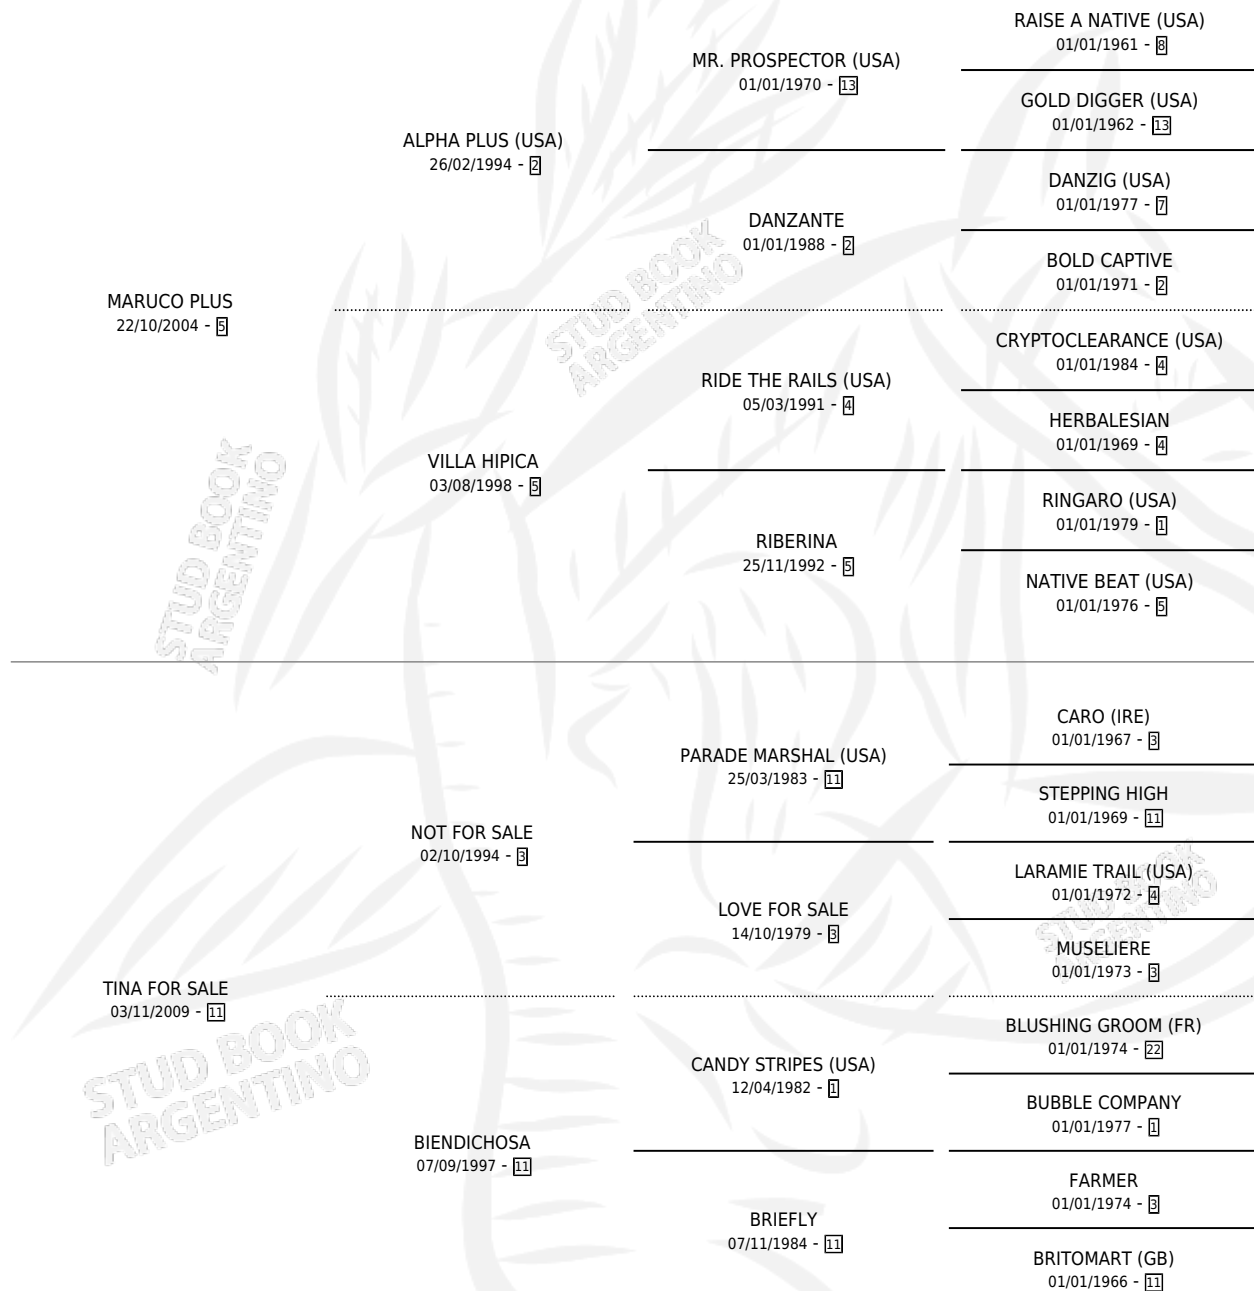 RAISE A NATIVE (USA)
01/01/1961 - 8
MR. PROSPECTOR (USA)
01/01/1970 - 13
GOLD DIGGER (USA)
01/01/1962 - 13
ALPHA PLUS (USA)
26/02/1994 - 2
DANZIG (USA)
01/01/1977 - 7
DANZANTE
01/01/1988 - 2
BOLD CAPTIVE
01/01/1971 - 2
MARUCO PLUS
22/10/2004 - 5
CRYPTOCLEARANCE (USA)
01/01/1984 - 4
RIDE THE RAILS (USA)
05/03/1991 - 4
HERBALESIAN
01/01/1969 - 4
VILLA HIPICA
03/08/1998 - 5
RINGARO (USA)
01/01/1979 - 1
RIBERINA
25/11/1992 - 5
NATIVE BEAT (USA)
01/01/1976 - 5
CARO (IRE)
01/01/1967 - 3
PARADE MARSHAL (USA)
25/03/1983 - 11
STEPPING HIGH
01/01/1969 - 11
NOT FOR SALE
02/10/1994 - 3
LARAMIE TRAIL (USA)
01/01/1972 - 4
LOVE FOR SALE
14/10/1979 - 3
MUSELIERE
01/01/1973 - 3
TINA FOR SALE
03/11/2009 - 11
BLUSHING GROOM (FR)
01/01/1974 - 22
CANDY STRIPES (USA)
12/04/1982 - 1
BUBBLE COMPANY
01/01/1977 - 1
BIENDICHOSA
07/09/1997 - 11
FARMER
01/01/1974 - 3
BRIEFLY
07/11/1984 - 11
BRITOMART (GB)
01/01/1966 - 11
STUD BOOK
ARGENTINO
STUD BOOK
ARGENTINO
STUD BOOK
ARGENTINO
STUD BOOK
ARGENTINO